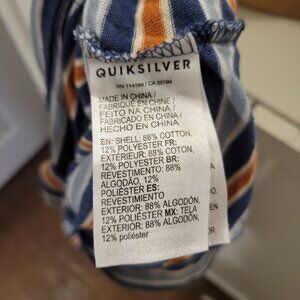 QUIKSILVER
RN 114199 / CA 52199
MADE IN CHINA /
FABRIQUÉ EN CHINE /
FEITO NA CHINA /
FABRICADO EN CHINA /
HECHO EN CHINA
EN: SHELL: 88% COTTON,
12% POLYESTER FR:
EXTERIEUR: 88% COTON,
12% POLYESTER BR:
REVESTIMENTO: 88%
ALGODÃO, 12%
POLIÉSTER ES:
REVESTIMIENTO
EXTERIOR: 88% ALGODÓN,
12% POLIÉSTER MX: TELA
EXTERIOR: 88% ALGODÓN,
12% poliéster